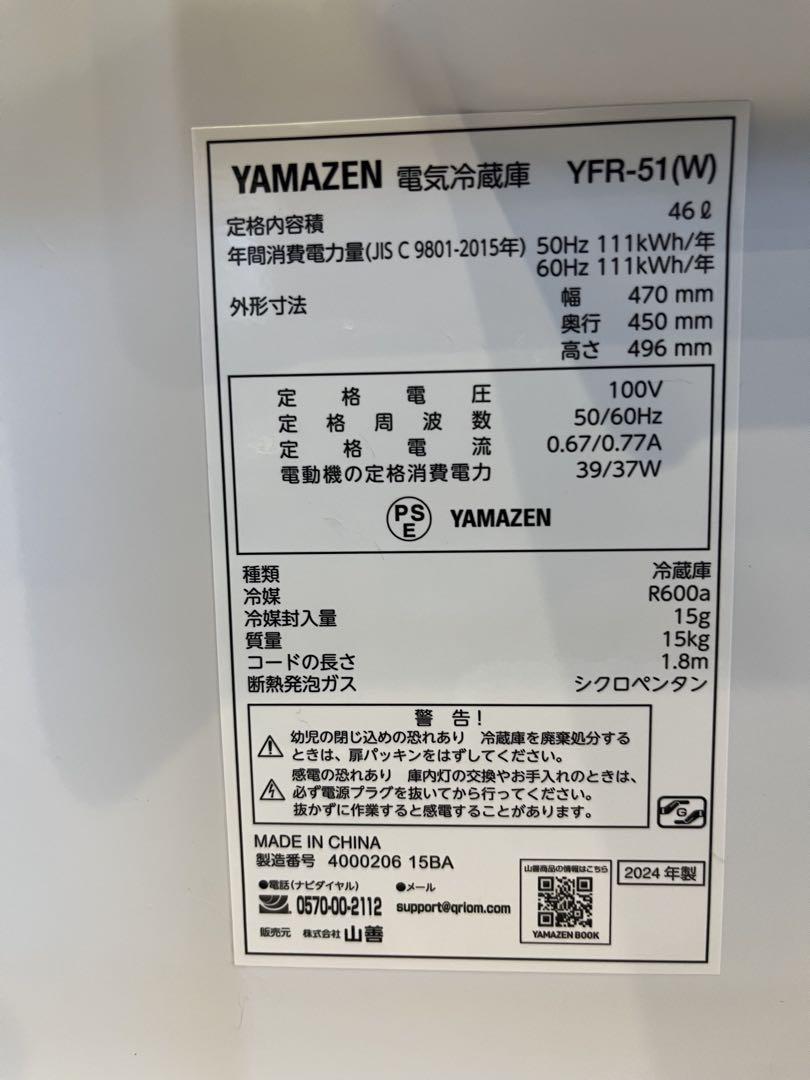 YAMAZEN 電気冷蔵庫 YFR-51(W)
定格内容積 46ℓ
年間消費電力量(JIS C 9801-2015年) 50Hz 111kWh/年
60Hz 111kWh/年
外形寸法 幅 470 mm
奥行 450 mm
高さ 496 mm
定格電圧 100V
定格周波数 50/60Hz
定格電流 0.67/0.77A
電動機の定格消費電力 39/37W
PS
E
YAMAZEN
種類 冷蔵庫
冷媒 R600a
冷媒封入量 15g
質量 15kg
コードの長さ 1.8m
断熱発泡ガス シクロペンタン
警 告!
幼児の閉じ込めの恐れあり 冷蔵庫を廃棄処分する
ときは、扉パッキンをはずしてください。
感電の恐れあり 庫内灯の交換やお手入れのときは、
必ず電源プラグを抜いてから行ってください。
抜かずに作業すると感電することがあります。
G
MADE IN CHINA
製造番号 4000206 15BA
●電話(ナビダイヤル) ●メール
0570-00-2112 support@qriom.com
販売元 株式会社 山善
山善商品の情報はこちら
YAMAZEN BOOK
2024 年製